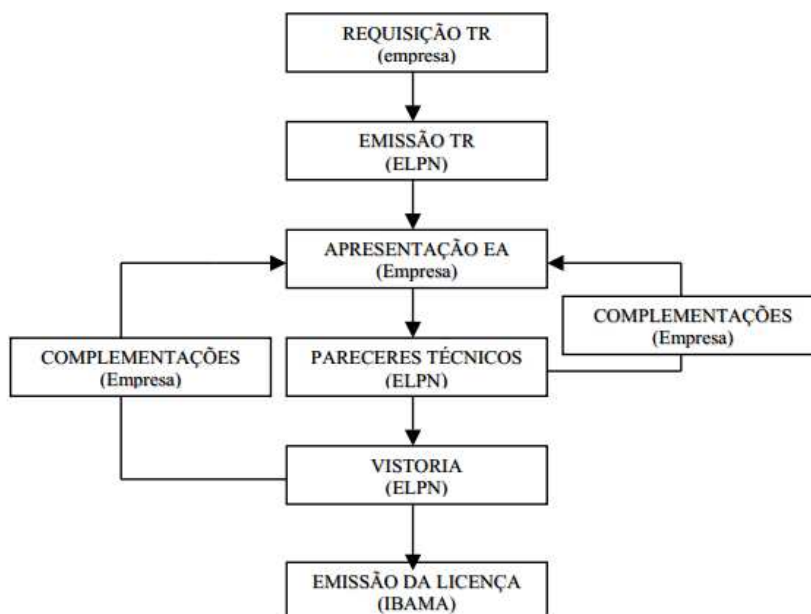 REQUISIÇÃO TR
(empresa)
EMISSÃO TR
(ELPN)
APRESENTAÇÃO EA
(Empresa)
COMPLEMENTAÇÕES
(Empresa)
COMPLEMENTAÇÕES
(Empresa)
PARECERES TÉCNICOS
(ELPN)
VISTORIA
(ELPN)
EMISSÃO DA LICENÇA
(IBAMA)